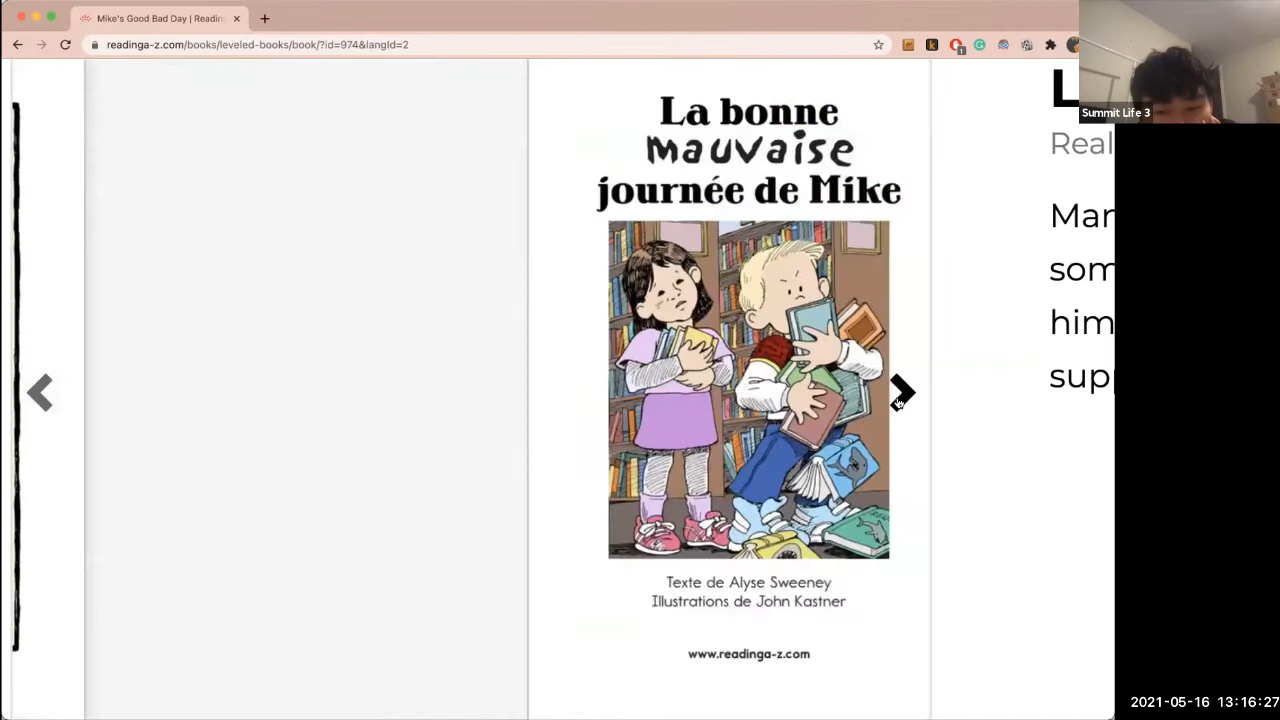 Mike's Good Bad Day | Readin
readinga-z.com/books/leveled-books/book/?id=974&langId=2
La bonne
mauvaise
journée de Mike
Texte de Alyse Sweeney
Illustrations de John Kastner
www.readinga-z.com
L
Real
Mar
som
him
supp
Summit Life 3
2021-05-16 13:16:27